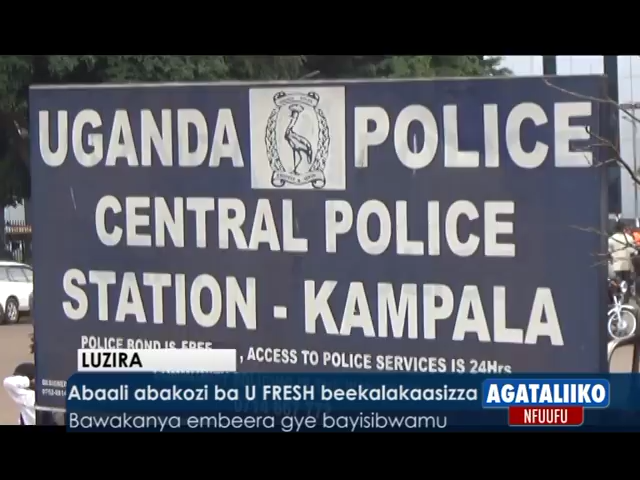 UGANDA POLICE
CENTRAL POLICE
STATION - KAMPALA
POLICE BOND IS FREE, ACCESS TO POLICE SERVICES IS 24Hrs
LUZIRA
Abaali abakozi ba U FRESH beekalakaasizza
Bawakanya embeera gye bayisibwamu
AGATALIIKO
NFUUFU